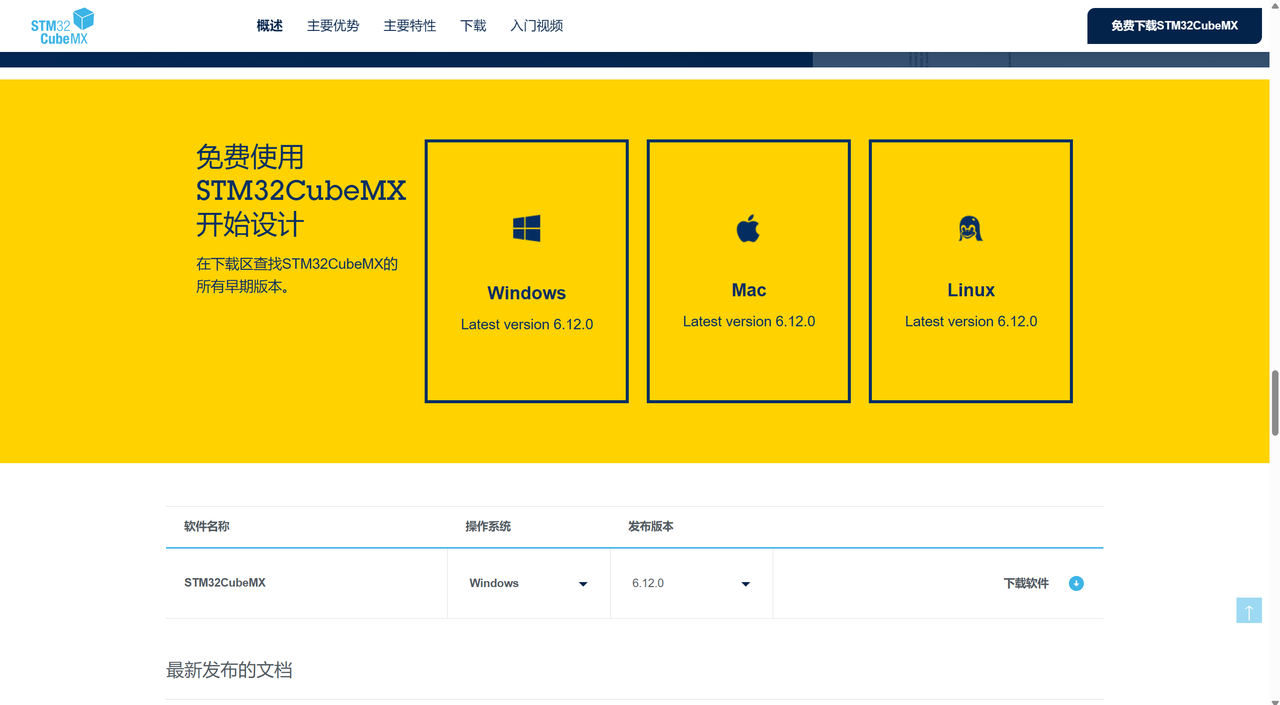 STM32
CubeMX
概述
主要优势
主要特性
下载
入门视频
免费下载STM32CubeMX
免费使用
STM32CubeMX
开始设计
在下载区查找STM32CubeMX的
所有早期版本。
Windows
Latest version 6.12.0
Mac
Latest version 6.12.0
Linux
Latest version 6.12.0
软件名称
操作系统
发布版本
STM32CubeMX
Windows
6.12.0
下载软件
最新发布的文档